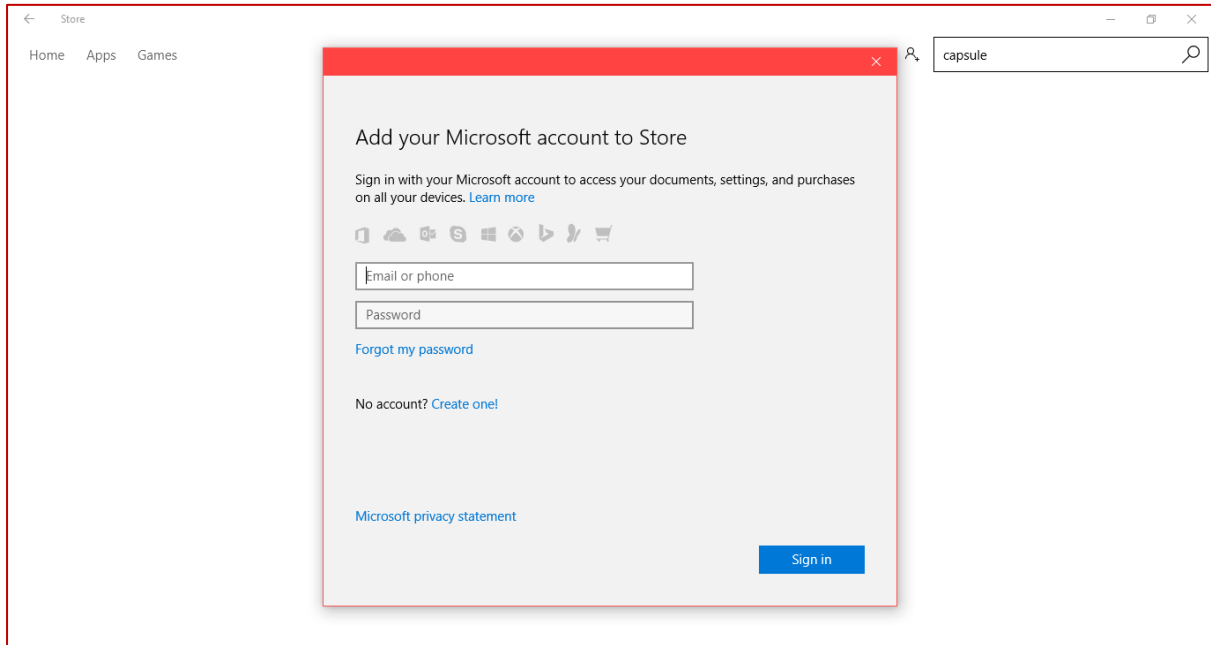 Store
Home Apps Games
capsule
Add your Microsoft account to Store
Sign in with your Microsoft account to access your documents, settings, and purchases
on all your devices. Learn more
Email or phone
Password
Forgot my password
No account? Create one!
Microsoft privacy statement
Sign in